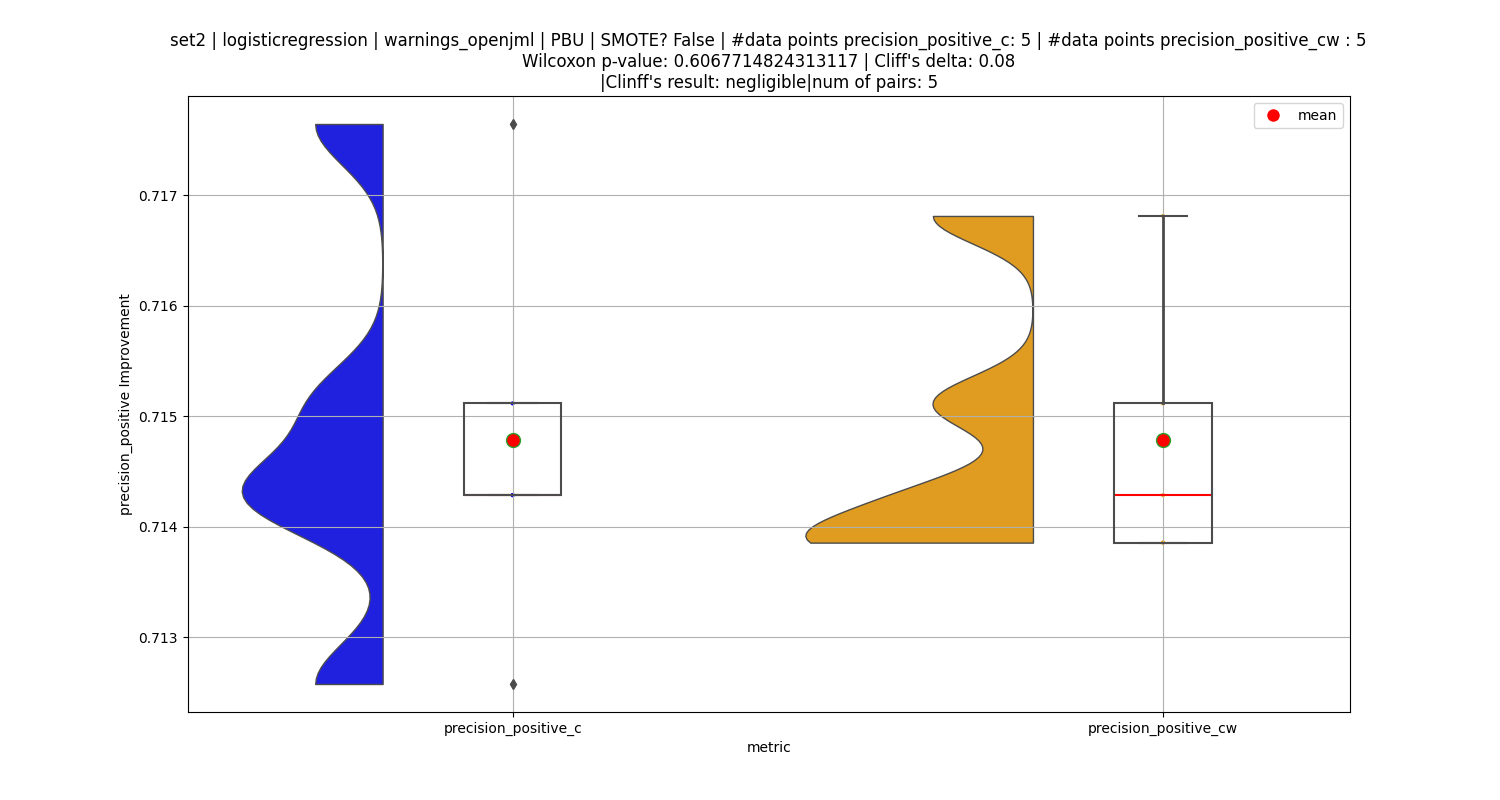 set2 | logisticregression | warnings_openjml | PBU | SMOTE? False | #data points precision_positive_c: 5 | #data points precision_positive_cw : 5
Wilcoxon p-value: 0.6067714824313117 | Cliff's delta: 0.08
|Clinff's result: negligible|num of pairs: 5
mean
0.717
0.716
0.715
0.714
0.713
precision_positive Improvement
precision_positive_c
precision_positive_cw
metric